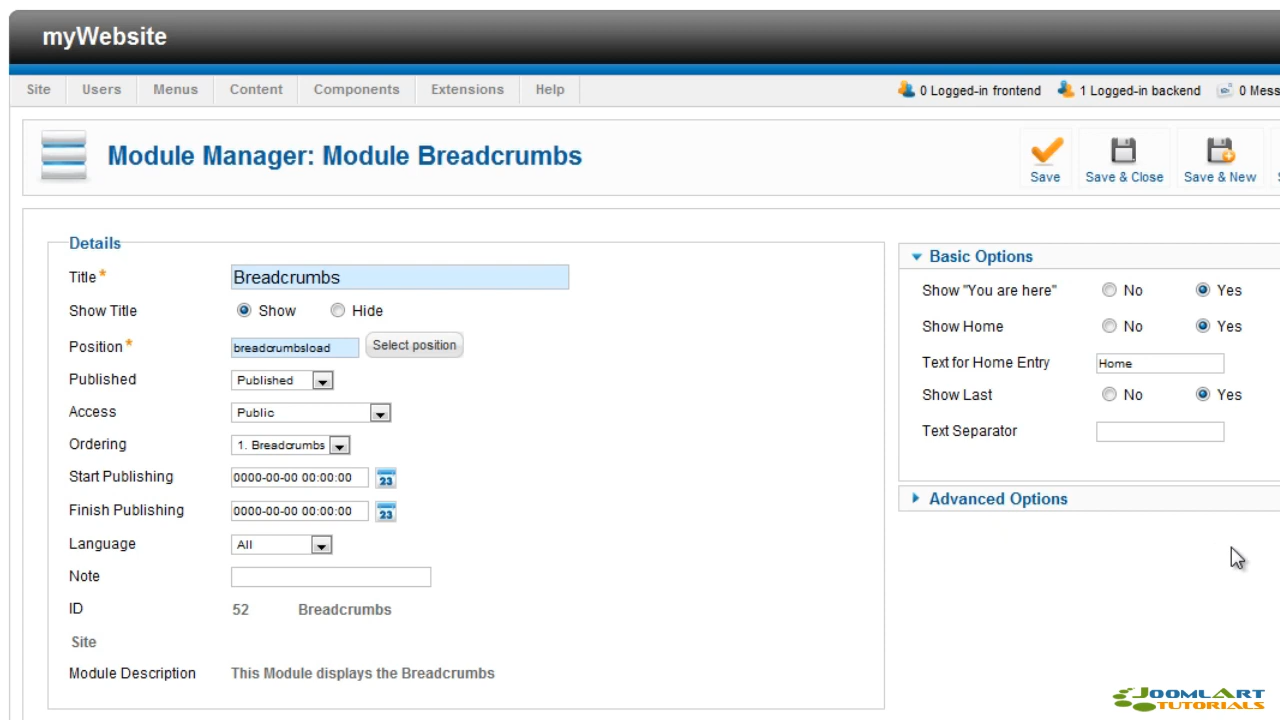 myWebsite
Site Users Menus Content Components Extensions Help 0 Logged-in frontend 1 Logged-in backend 0 Mess
Module Manager: Module Breadcrumbs
Save Save & Close Save & New
Details
Title * Breadcrumbs
Show Title Show Hide
Position * breadcrumbsload Select position
Published Published
Access Public
Ordering 1. Breadcrumbs
Start Publishing 0000-00-00 00:00:00 23
Finish Publishing 0000-00-00 00:00:00 23
Language All
Note
ID 52 Breadcrumbs
Site
Module Description This Module displays the Breadcrumbs
Basic Options
Show "You are here" No Yes
Show Home No Yes
Text for Home Entry Home
Show Last No Yes
Text Separator
Advanced Options
JOOMLART
TUTORIALS